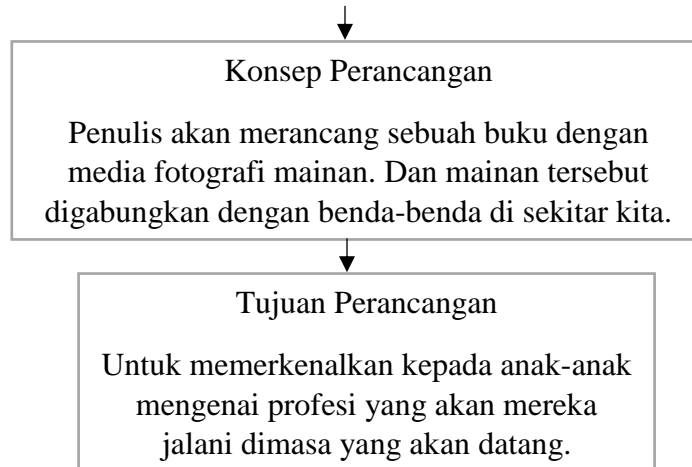 Konsep Perancangan
Penulis akan merancang sebuah buku dengan
media fotografi mainan. Dan mainan tersebut
digabungkan dengan benda-benda di sekitar kita.
Tujuan Perancangan
Untuk memerkenalkan kepada anak-anak
mengenai profesi yang akan mereka
jalani dimasa yang akan datang.